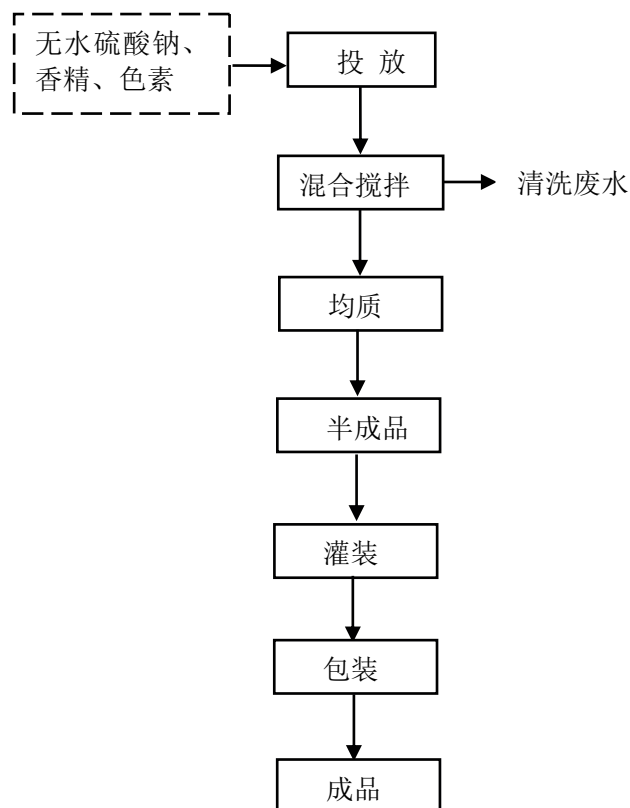 无水硫酸钠、
香精、色素
投 放
混合搅拌
清洗废水
均质
半成品
灌装
包装
成品